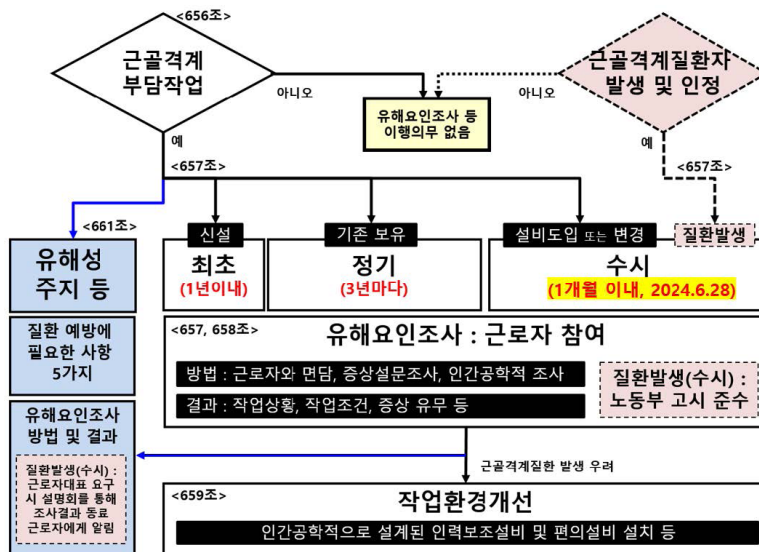 <656조>
근골격계
부담작업
아니오
예
유해요인조사 등
이행의무 없음
근골격계질환자
발생 및 인정
아니오
예
<657조>
<657조>
<661조>
유해성
주지 등
신설
최초
(1년이내)
기존 보유
정기
(3년마다)
설비도입 또는 변경
질환발생
수시
(1개월 이내, 2024.6.28)
질환 예방에
필요한 사항
5가지
<657, 658조>
유해요인조사 : 근로자 참여
방법 : 근로자와 면담, 증상설문조사, 인간공학적 조사
결과 : 작업상황, 작업조건, 증상 유무 등
질환발생(수시) :
노동부 고시 준수
유해요인조사
방법 및 결과
질환발생(수시) :
근로자대표 요구
시 설명회를 통해
조사결과 동료
근로자에게 알림
근골격계질한 발생 우려
<659조>
작업환경개선
인간공학적으로 설계된 인력보조설비 및 편의설비 설치 등